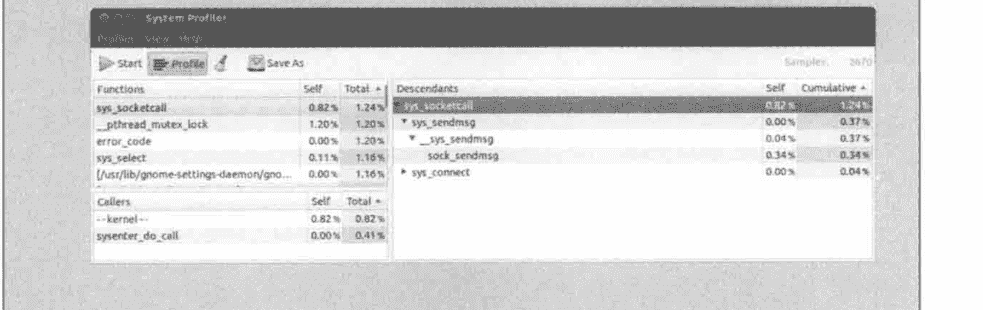 System Profiler
Profiler View Help
Start Profile Save As Samples: 2670
Functions Self Total
sys_socketcall 0.82% 1.24%
__pthread_mutex_lock 1.20% 1.20%
error_code 0.00% 1.20%
sys_select 0.11% 1.16%
[/usr/lib/gnome-settings-daemon/gno... 0.00% 1.16%
Callers Self Total
--kernel-- 0.82% 0.82%
sysenter_do_call 0.00% 0.41%
Descendants Self Cumulative
sys_socketcall 0.82% 1.24%
sys_sendmsg 0.00% 0.37%
__sys_sendmsg 0.04% 0.37%
sock_sendmsg 0.34% 0.34%
sys_connect 0.00% 0.04%